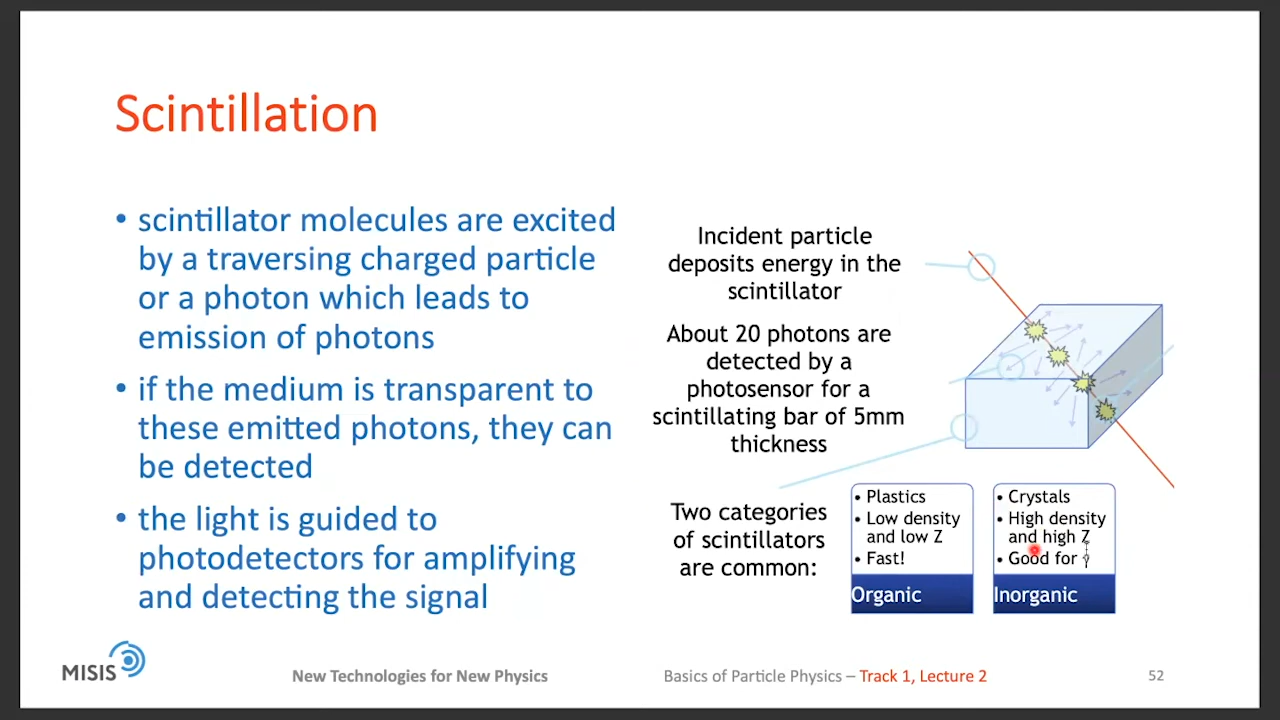 Scintillation
• scintillator molecules are excited
by a traversing charged particle
or a photon which leads to
emission of photons
• if the medium is transparent to
these emitted photons, they can
be detected
• the light is guided to
photodetectors for amplifying
and detecting the signal
Incident particle
deposits energy in the
scintillator
About 20 photons are
detected by a
photosensor for a
scintillating bar of 5mm
thickness
Two categories
of scintillators
are common:
• Plastics
• Low density
and low Z
• Fast!
Organic
• Crystals
• High density
and high Z
• Good for
Inorganic
MISIS
New Technologies for New Physics
Basics of Particle Physics – Track 1, Lecture 2
52